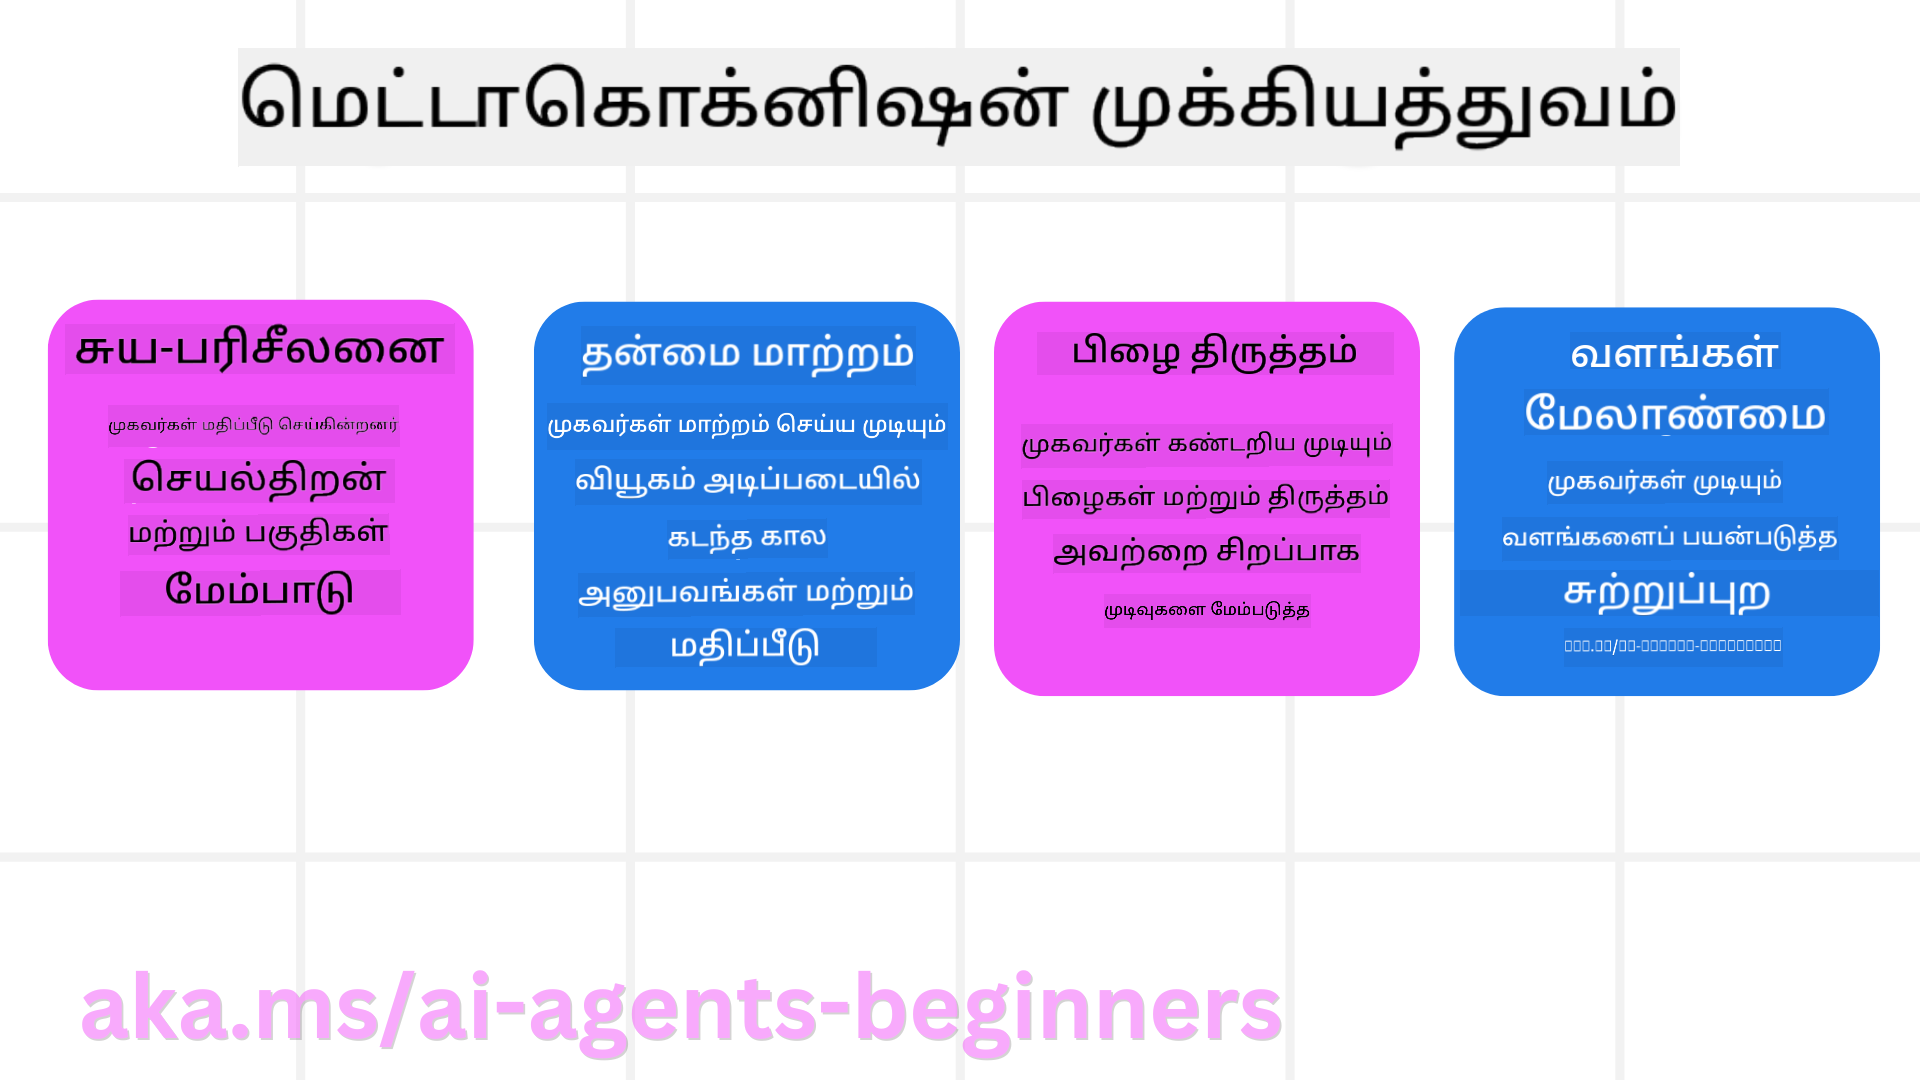 மெட்டாகொக்னிஷன் முக்கியத்துவம்
சுய-பரிசீலனை
முகவர்கள் மதிப்பீடு செய்கின்றனர்
செயல்திறன்
மற்றும் பகுதிகள்
மேம்பாடு
தன்மை மாற்றம்
முகவர்கள் மாற்றம் செய்ய முடியும்
வியூகம் அடிப்படையில்
கடந்த கால
அனுபவங்கள் மற்றும்
மதிப்பீடு
பிழை திருத்தம்
முகவர்கள் கண்டறிய முடியும்
பிழைகள் மற்றும் திருத்தம்
அவற்றை சிறப்பாக
முடிவுகளை மேம்படுத்த
வளங்கள்
மேலாண்மை
முகவர்கள் முடியும்
வளங்களைப் பயன்படுத்த
சுற்றுப்புற
aka.ms/ai-agents-beginners